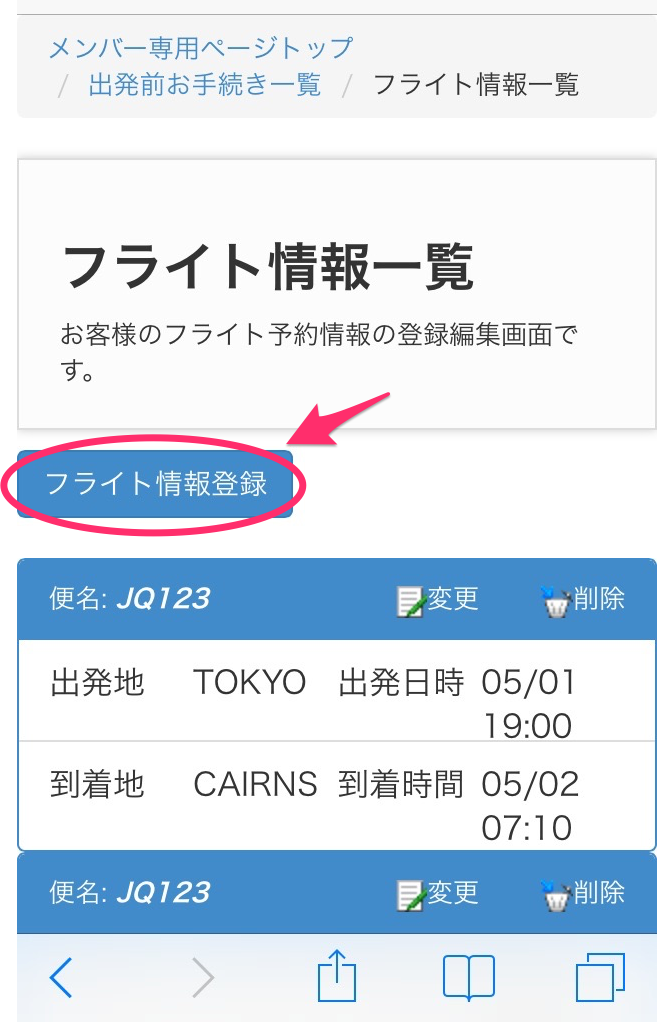 メンバー専用ページトップ
/ 出発前お手続き一覧 / フライト情報一覧
フライト情報一覧
お客様のフライト予約情報の登録編集画面で
す。
フライト情報登録
便名: JQ123 変更 削除
出発地 TOKYO 出発日時 05/01
19:00
到着地 CAIRNS 到着時間 05/02
07:10
便名: JQ123 変更 削除